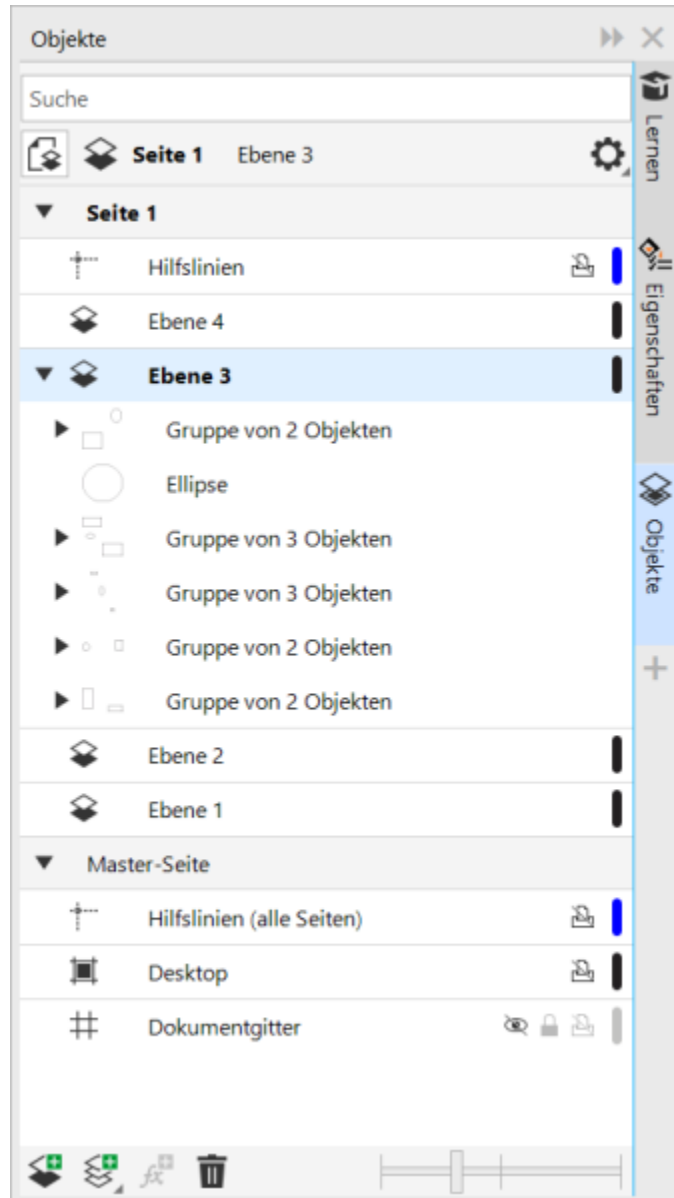 Objekte
Suche
Seite 1 Ebene 3
Seite 1
Hilfslinien
Ebene 4
Ebene 3
Gruppe von 2 Objekten
Ellipse
Gruppe von 3 Objekten
Gruppe von 3 Objekten
Gruppe von 2 Objekten
Gruppe von 2 Objekten
Ebene 2
Ebene 1
Master-Seite
Hilfslinien (alle Seiten)
Desktop
Dokumentgitter
fx
Lernen
Eigenschaften
Objekte